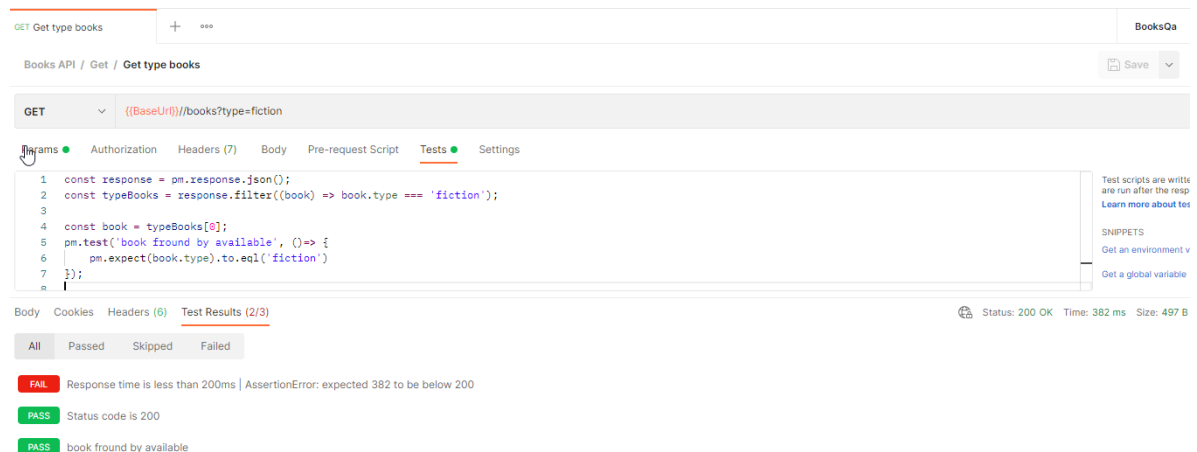 GET Get type books
BooksQa
Books API / Get / Get type books
Save
GET {{BaseUrl}}//books?type=fiction
Params Authorization Headers (7) Body Pre-request Script Tests Settings
1 const response = pm.response.json();
2 const typeBooks = response.filter((book) => book.type === 'fiction');
3
4 const book = typeBooks[0];
5 pm.test('book fround by available', ()=> {
6 pm.expect(book.type).to.eql('fiction')
7 });
8
Test scripts are writte
are run after the resp
Learn more about tes
SNIPPETS
Get an environment v
Get a global variable
Body Cookies Headers (6) Test Results (2/3)
Status: 200 OK Time: 382 ms Size: 497 B
All Passed Skipped Failed
FAIL Response time is less than 200ms | AssertionError: expected 382 to be below 200
PASS Status code is 200
PASS book fround by available